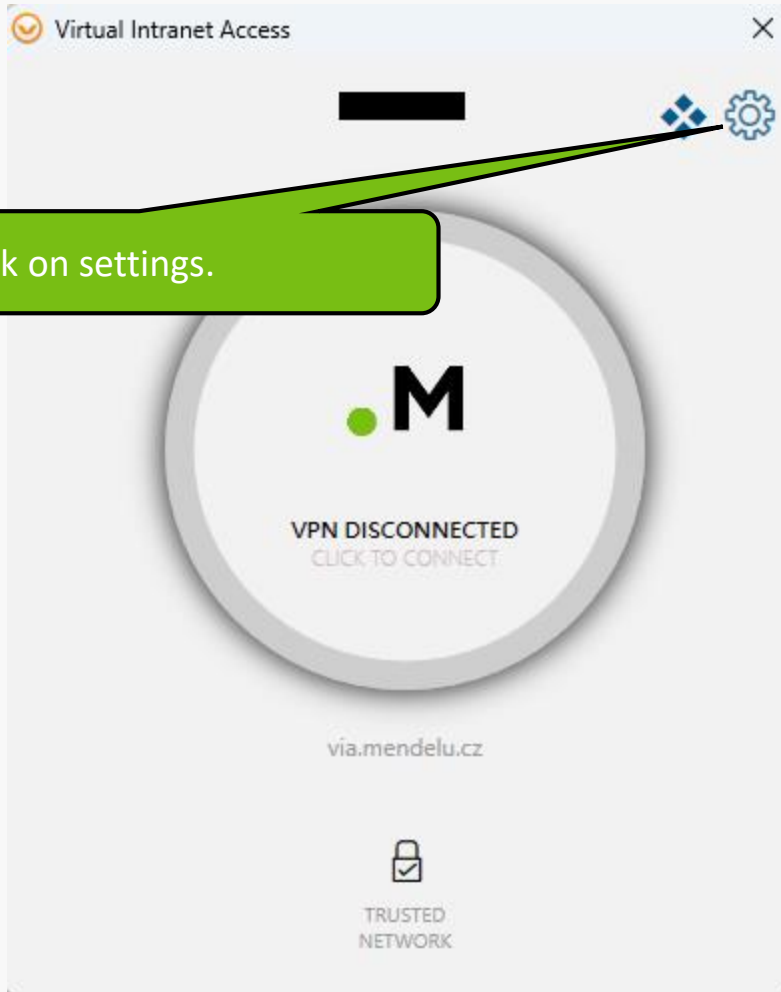 Virtual Intranet Access
k on settings.
.M
VPN DISCONNECTED
CLICK TO CONNECT
via.mendelu.cz
TRUSTED
NETWORK